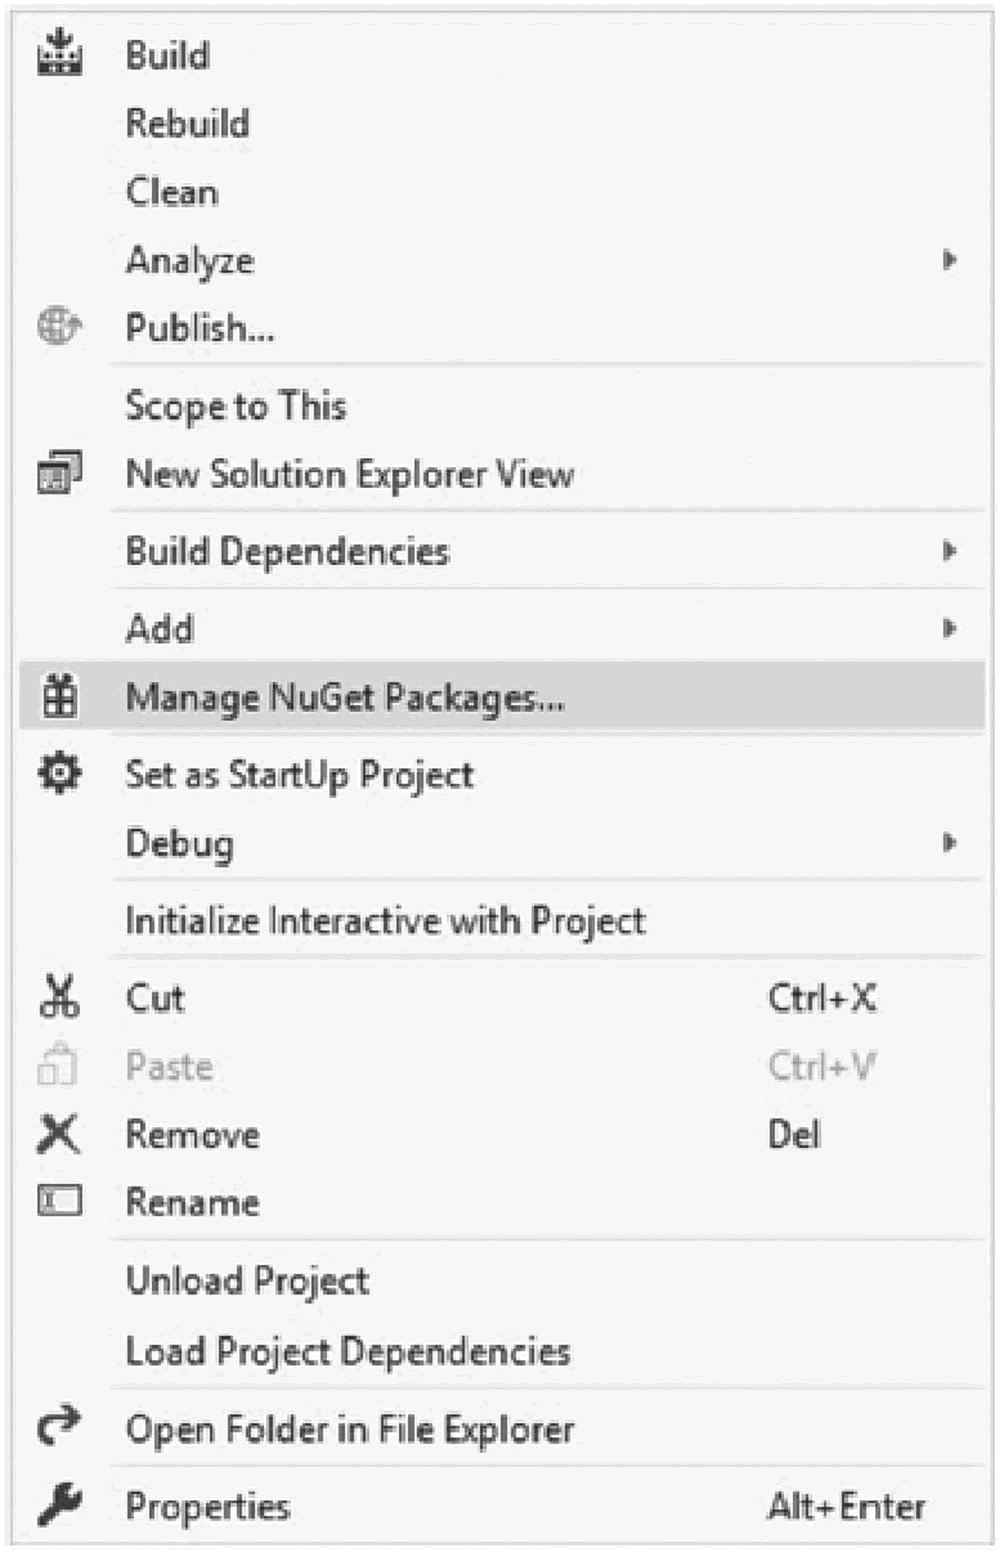 Build
Rebuild
Clean
Analyze
Publish...
Scope to This
New Solution Explorer View
Build Dependencies
Add
Manage NuGet Packages...
Set as StartUp Project
Debug
Initialize Interactive with Project
Cut Ctrl+X
Paste Ctrl+V
Remove Del
Rename
Unload Project
Load Project Dependencies
Open Folder in File Explorer
Properties Alt+Enter